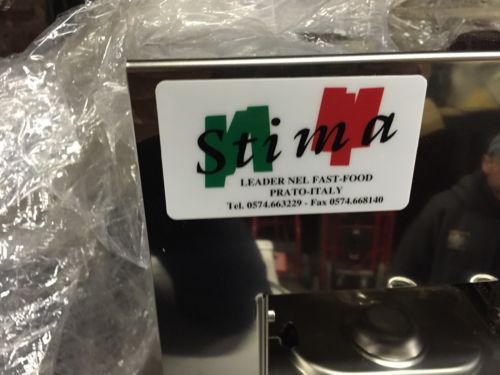 Stima
LEADER NEL FAST-FOOD
PRATO-ITALY
Tel. 0574.663229 - Fax 0574.668140